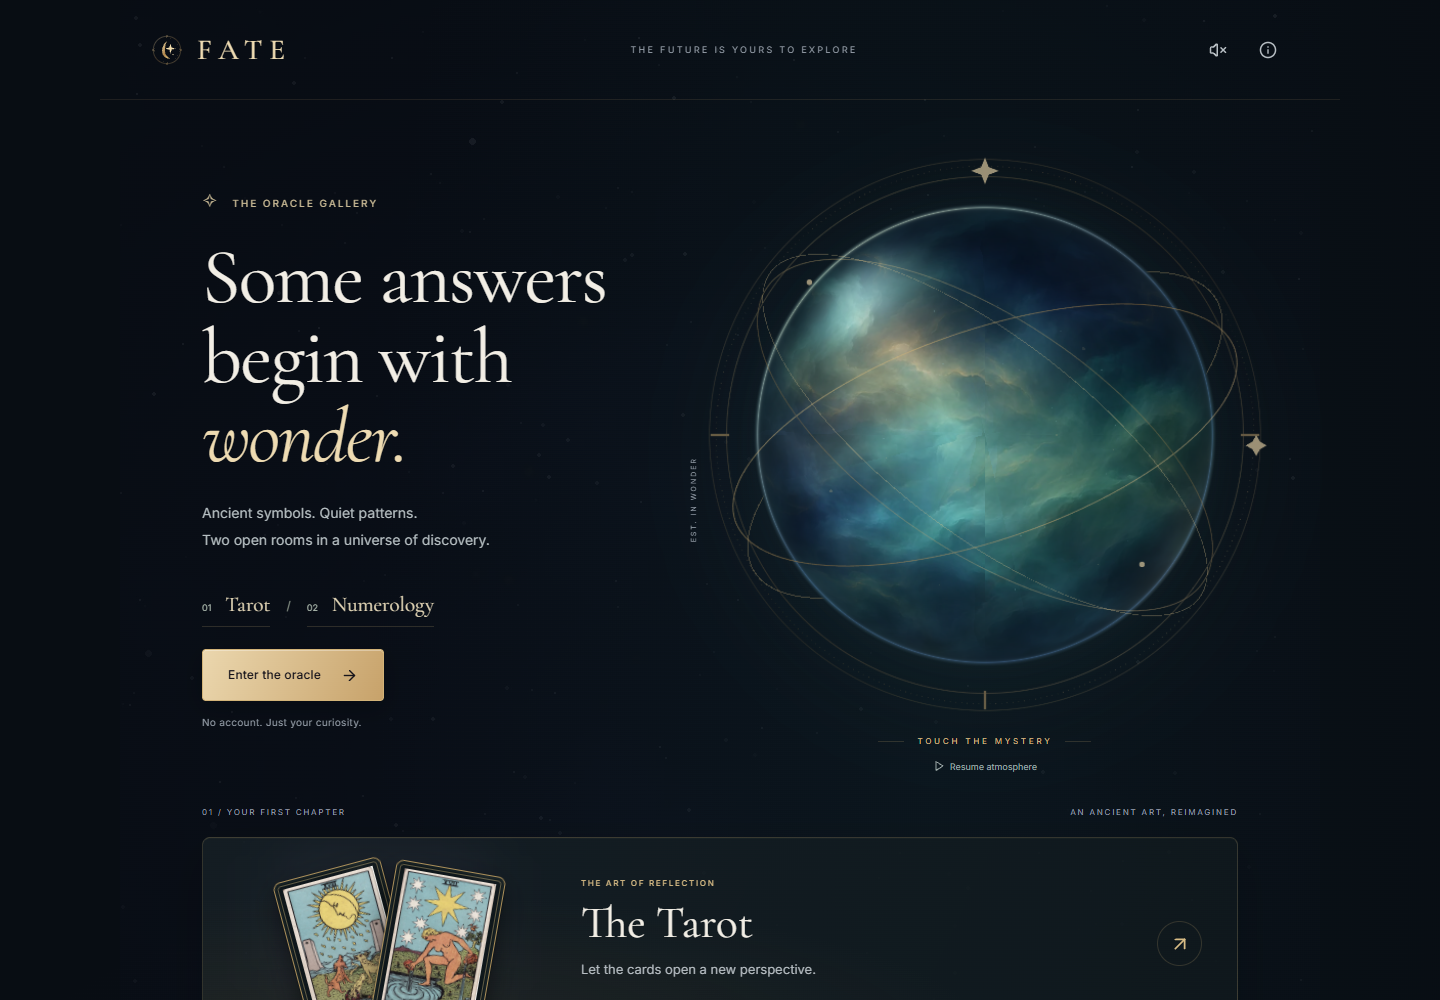 FATE
THE FUTURE IS YOURS TO EXPLORE
THE ORACLE GALLERY
Some answers
begin with
wonder.
Ancient symbols. Quiet patterns.
Two open rooms in a universe of discovery.
01 Tarot / 02 Numerology
Enter the oracle
No account. Just your curiosity.
EST. IN WONDER
TOUCH THE MYSTERY
Resume atmosphere
01 / YOUR FIRST CHAPTER
AN ANCIENT ART, REIMAGINED
THE ART OF REFLECTION
The Tarot
Let the cards open a new perspective.